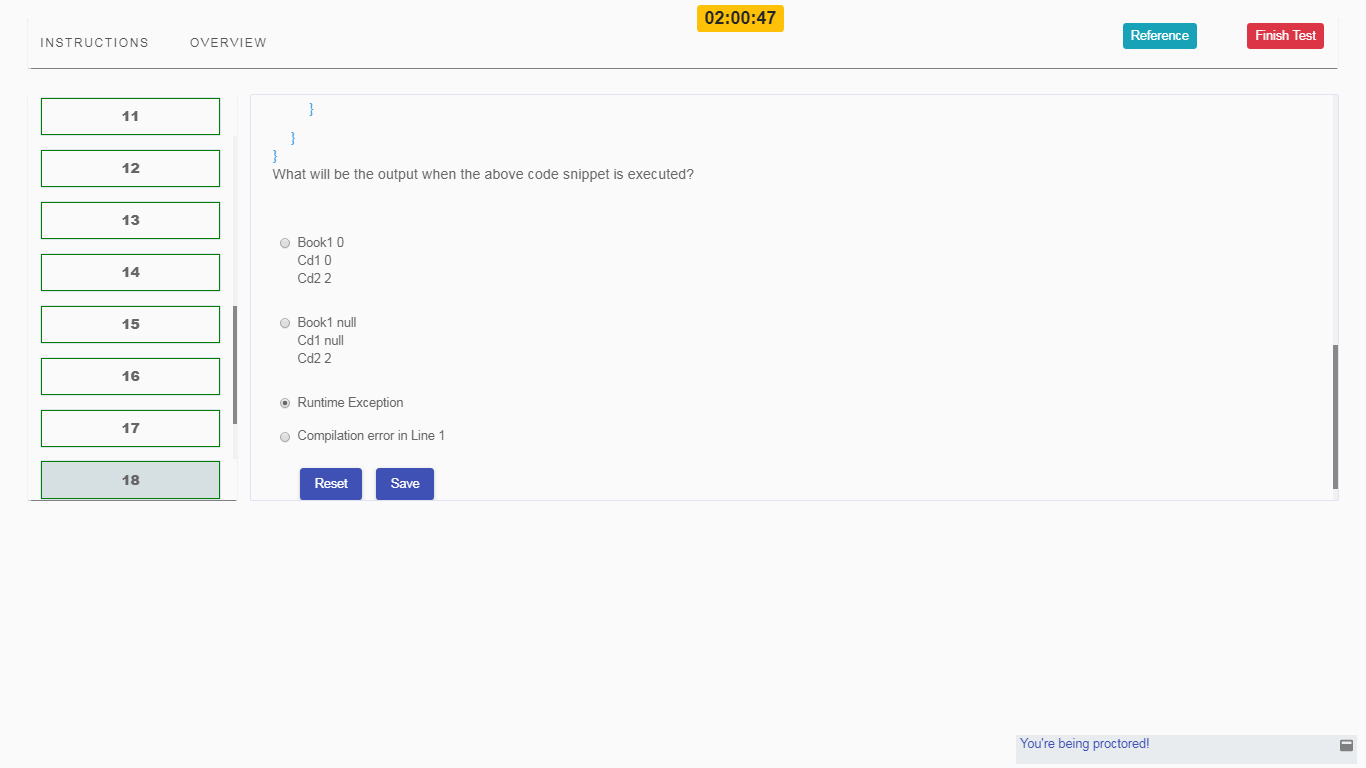 02:00:47
INSTRUCTIONS OVERVIEW Reference Finish Test
11
12
13
14
15
16
17
18
}
}
}
What will be the output when the above code snippet is executed?
Book1 0
Cd1 0
Cd2 2
Book1 null
Cd1 null
Cd2 2
Runtime Exception
Compilation error in Line 1
Reset Save
You're being proctored!